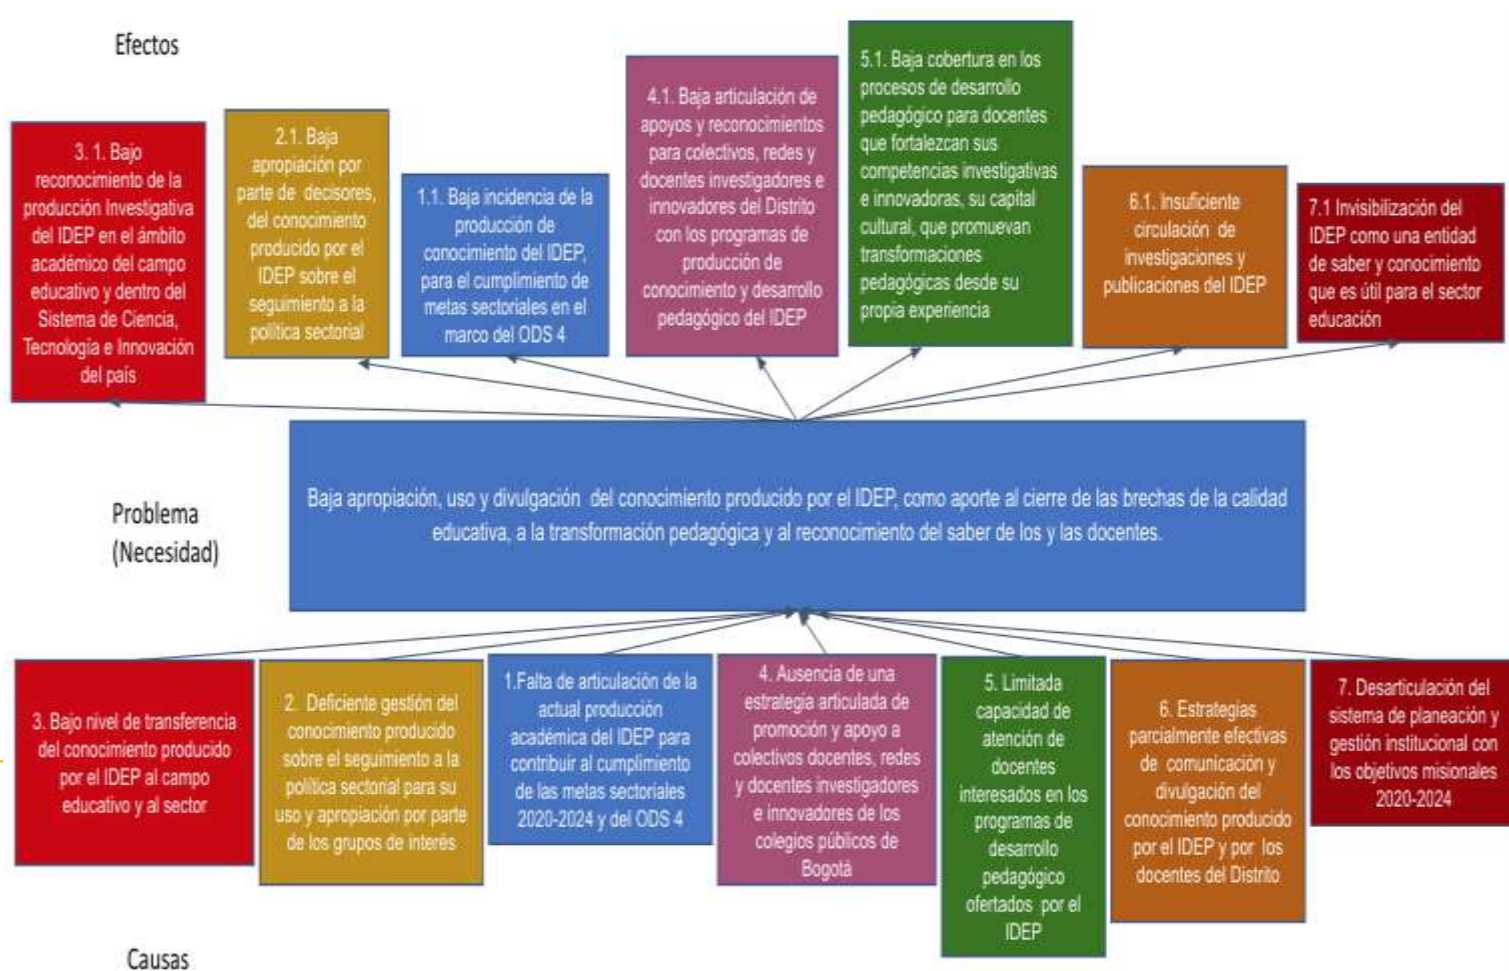 Efectos
3. 1. Bajo
reconocimiento de la
producción Investigativa
del IDEP en el ámbito
académico del campo
educativo y dentro del
Sistema de Ciencia,
Tecnología e Innovación
del país
2.1. Baja
apropiación por
parte de decisores,
del conocimiento
producido por el
IDEP sobre el
seguimiento a la
política sectorial
1.1. Baja incidencia de la
producción de
conocimiento del IDEP,
para el cumplimiento de
metas sectoriales en el
marco del ODS 4
4.1. Baja articulación de
apoyos y reconocimientos
para colectivos, redes y
docentes investigadores e
innovadores del Distrito
con los programas de
producción de
conocimiento y desarrollo
pedagógico del IDEP
5.1. Baja cobertura en los
procesos de desarrollo
pedagógico para docentes
que fortalezcan sus
competencias investigativas
e innovadoras, su capital
cultural, que promuevan
transformaciones
pedagógicas desde su
propia experiencia
6.1. Insuficiente
circulación de
investigaciones y
publicaciones del IDEP
7.1 Invisibilización del
IDEP como una entidad
de saber y conocimiento
que es útil para el sector
educación
Problema
(Necesidad)
Baja apropiación, uso y divulgación del conocimiento producido por el IDEP, como aporte al cierre de las brechas de la calidad
educativa, a la transformación pedagógica y al reconocimiento del saber de los y las docentes.
3. Bajo nivel de transferencia
del conocimiento producido
por el IDEP al campo
educativo y al sector
2. Deficiente gestión del
conocimiento producido
sobre el seguimiento a la
política sectorial para su
uso y apropiación por parte
de los grupos de interés
1.Falta de articulación de la
actual producción
académica del IDEP para
contribuir al cumplimiento
de las metas sectoriales
2020-2024 y del ODS 4
4. Ausencia de una
estrategia articulada de
promoción y apoyo a
colectivos docentes, redes
y docentes investigadores
e innovadores de los
colegios públicos de
Bogotá
5. Limitada
capacidad de
atención de
docentes
interesados en los
programas de
desarrollo
pedagógico
ofertados por el
IDEP
6. Estrategias
parcialmente efectivas
de comunicación y
divulgación del
conocimiento producido
por el IDEP y por los
docentes del Distrito
7. Desarticulación del
sistema de planeación y
gestión institucional con
los objetivos misionales
2020-2024
Causas